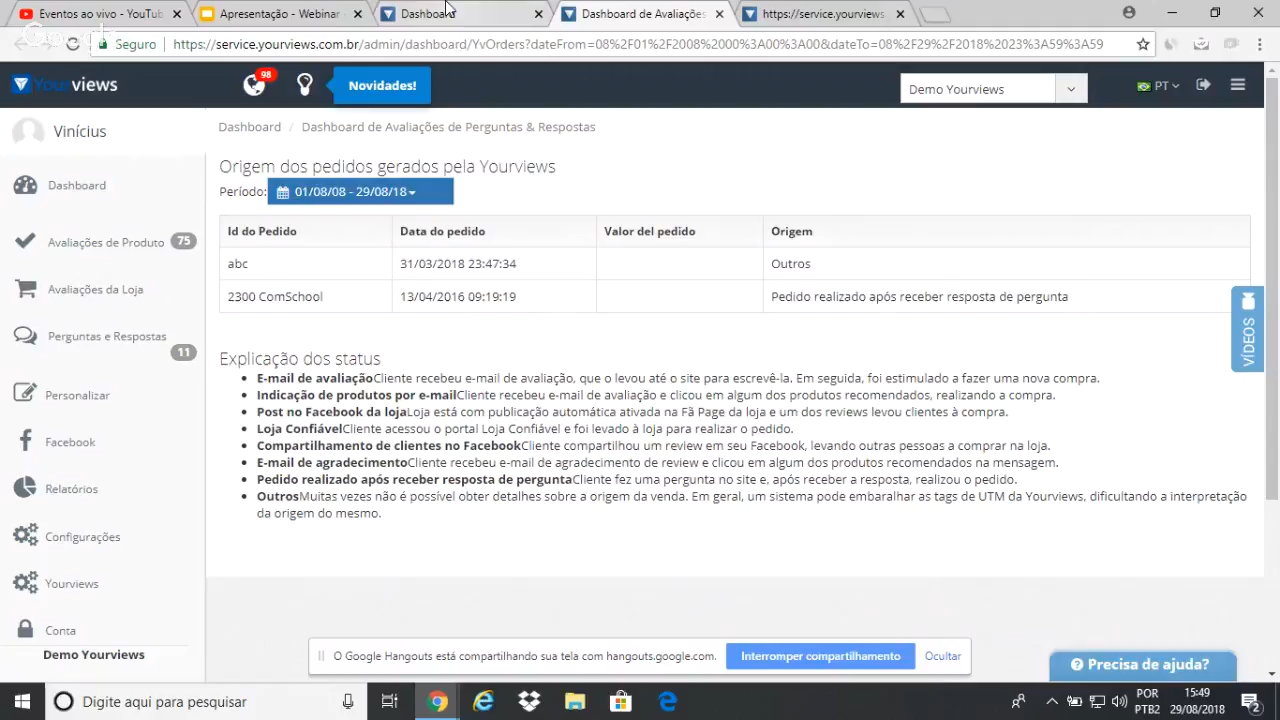 Eventos ao vivo - YouTub
Apresentação - Webinar
Dashboard
Dashboard de Avaliações
https://service.yourviews.
Seguro
https://service.yourviews.com.br/admin/dashboard/YvOrders?dateFrom=08%2F01%2F2008%2000%3A00%3A00&dateTo=08%2F29%2F2018%2023%3A59%3A59
Yourviews
98
Novidades!
Demo Yourviews
PT
Vinícius
Dashboard / Dashboard de Avaliações de Perguntas & Respostas
Dashboard
Avaliações de Produto 75
Avaliações da Loja
Perguntas e Respostas
11
Personalizar
Facebook
Relatórios
Configurações
Yourviews
Conta
Demo Yourviews
Origem dos pedidos gerados pela Yourviews
Período: 01/08/08 - 29/08/18
Id do Pedido Data do pedido Valor del pedido Origem
abc 31/03/2018 23:47:34 Outros
2300 ComSchool 13/04/2016 09:19:19 Pedido realizado após receber resposta de pergunta
VÍDEOS
Explicação dos status
E-mail de avaliaçãoCliente recebeu e-mail de avaliação, que o levou até o site para escrevê-la. Em seguida, foi estimulado a fazer uma nova compra.
Indicação de produtos por e-mailCliente recebeu e-mail de avaliação e clicou em algum dos produtos recomendados, realizando a compra.
Post no Facebook da lojaLoja está com publicação automática ativada na Fã Page da loja e um dos reviews levou clientes à compra.
Loja ConfiávelCliente acessou o portal Loja Confiável e foi levado à loja para realizar o pedido.
Compartilhamento de clientes no FacebookCliente compartilhou um review em seu Facebook, levando outras pessoas a comprar na loja.
E-mail de agradecimentoCliente recebeu e-mail de agradecimento de review e clicou em algum dos produtos recomendados na mensagem.
Pedido realizado após receber resposta de perguntaCliente fez uma pergunta no site e, após receber a resposta, realizou o pedido.
OutrosMuitas vezes não é possível obter detalhes sobre a origem da venda. Em geral, um sistema pode embaralhar as tags de UTM da Yourviews, dificultando a interpretação
da origem do mesmo.
O Google Hangouts está compartilhando sua tela com hangouts.google.com. Interromper compartilhamento Ocultar
Precisa de ajuda?
Digite aqui para pesquisar
POR
PTB2
15:49
29/08/2018
2